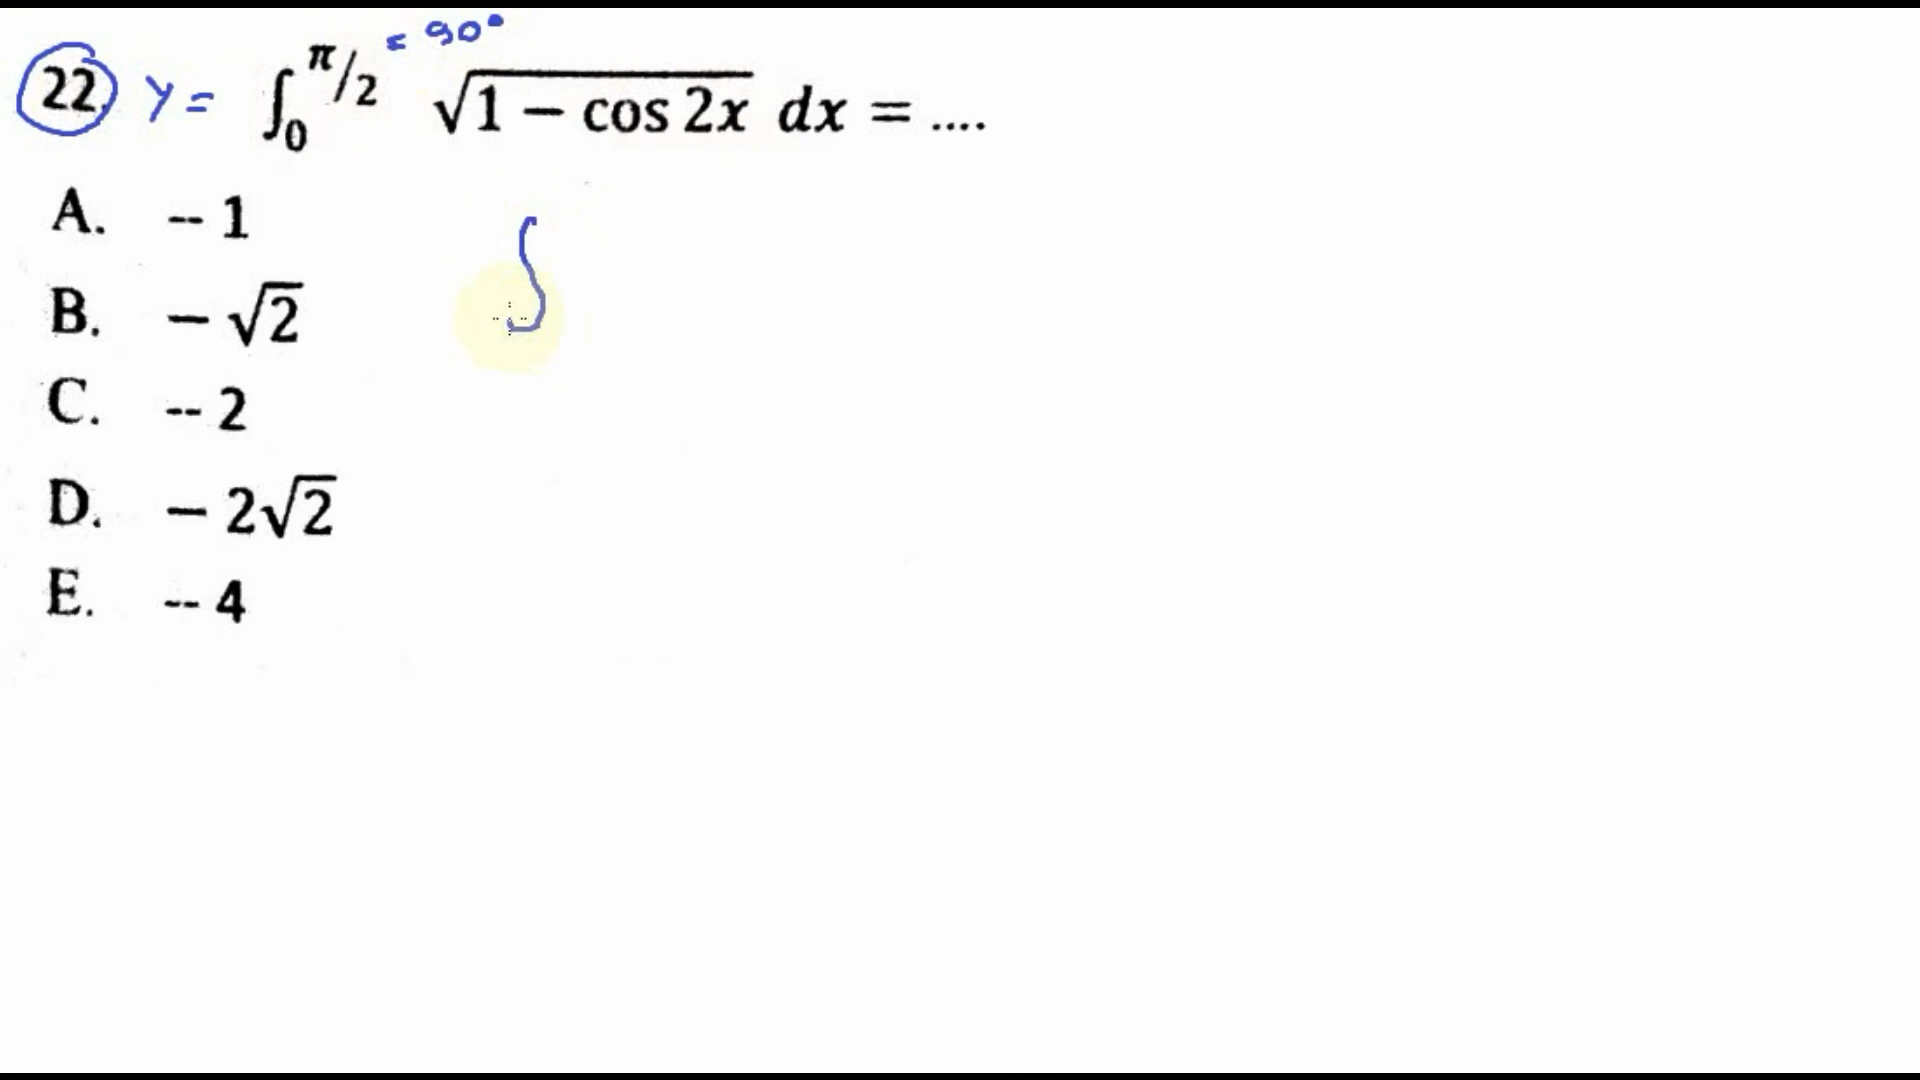 = 90°
22. y = ∫₀^π/2 √1 − cos 2x dx = ....
A. -- 1
B. − √2
C. -- 2
D. − 2√2
E. -- 4
∫